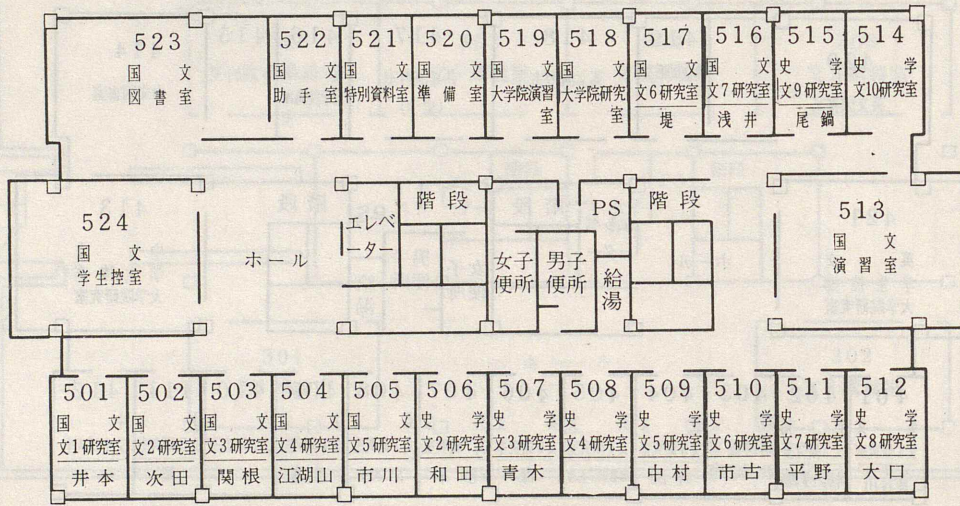 523
国文
図書室
522
国文
助手室
521
国文
特別資料室
520
国文
準備室
519
国文
大学院演習室
518
国文
大学院研究室
517
国文
文6研究室
堤
516
国文
文7研究室
浅井
515
史学
文9研究室
尾鍋
514
史学
文10研究室
524
国文
学生控室
ホール
エレベ
ーター
階段
女子
便所
男子
便所
PS
給湯
階段
513
国文
演習室
501
国文
文1研究室
井本
502
国文
文2研究室
次田
503
国文
文3研究室
関根
504
国文
文4研究室
江湖山
505
国文
文5研究室
市川
506
史学
文2研究室
和田
507
史学
文3研究室
青木
508
史学
文4研究室
509
史学
文5研究室
中村
510
史学
文6研究室
市古
511
史学
文7研究室
平野
512
史学
文8研究室
大口